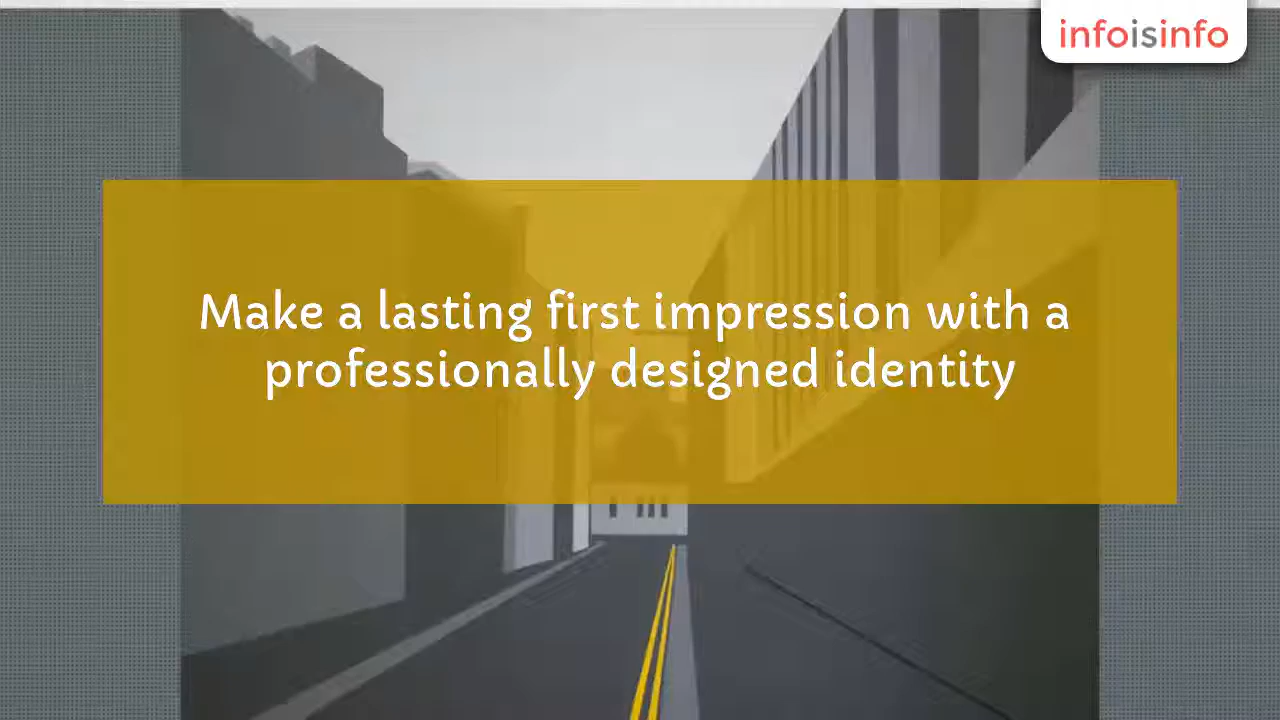 infoisinfo
Make a lasting first impression with a
professionally designed identity